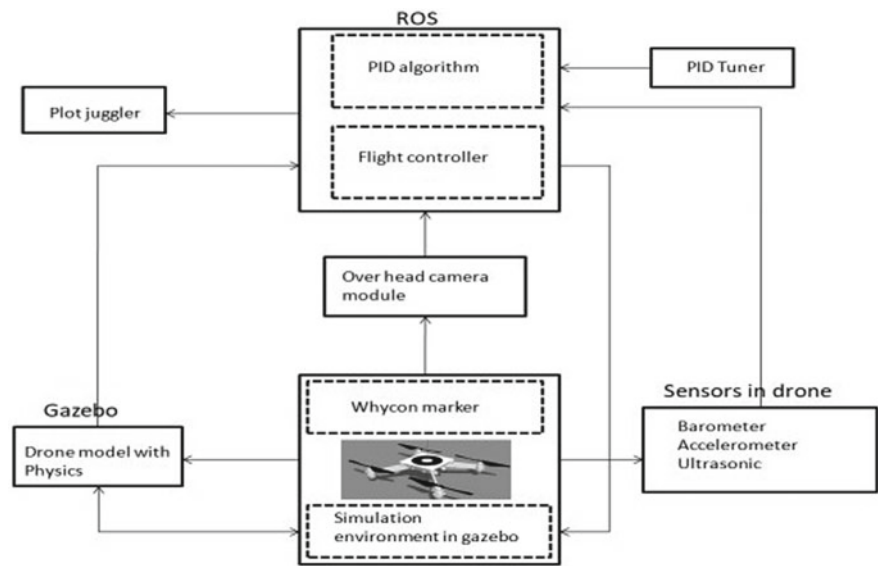 ROS
PID algorithm
PID Tuner
Plot juggler
Flight controller
Over head camera
module
Whycon marker
Sensors in drone
Gazebo
Barometer
Accelerometer
Ultrasonic
Drone model with
Physics
Simulation
environment in gazebo